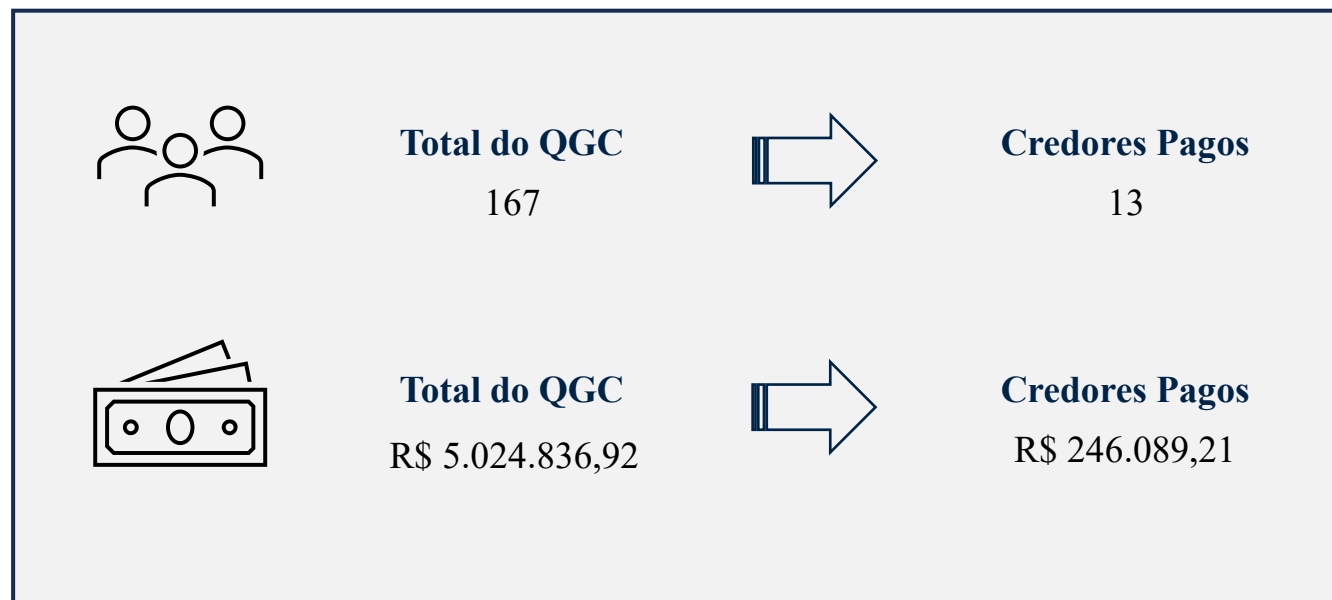 Total do QGC
Credores Pagos
167
13
Total do QGC
Credores Pagos
R$ 5.024.836,92
R$ 246.089,21